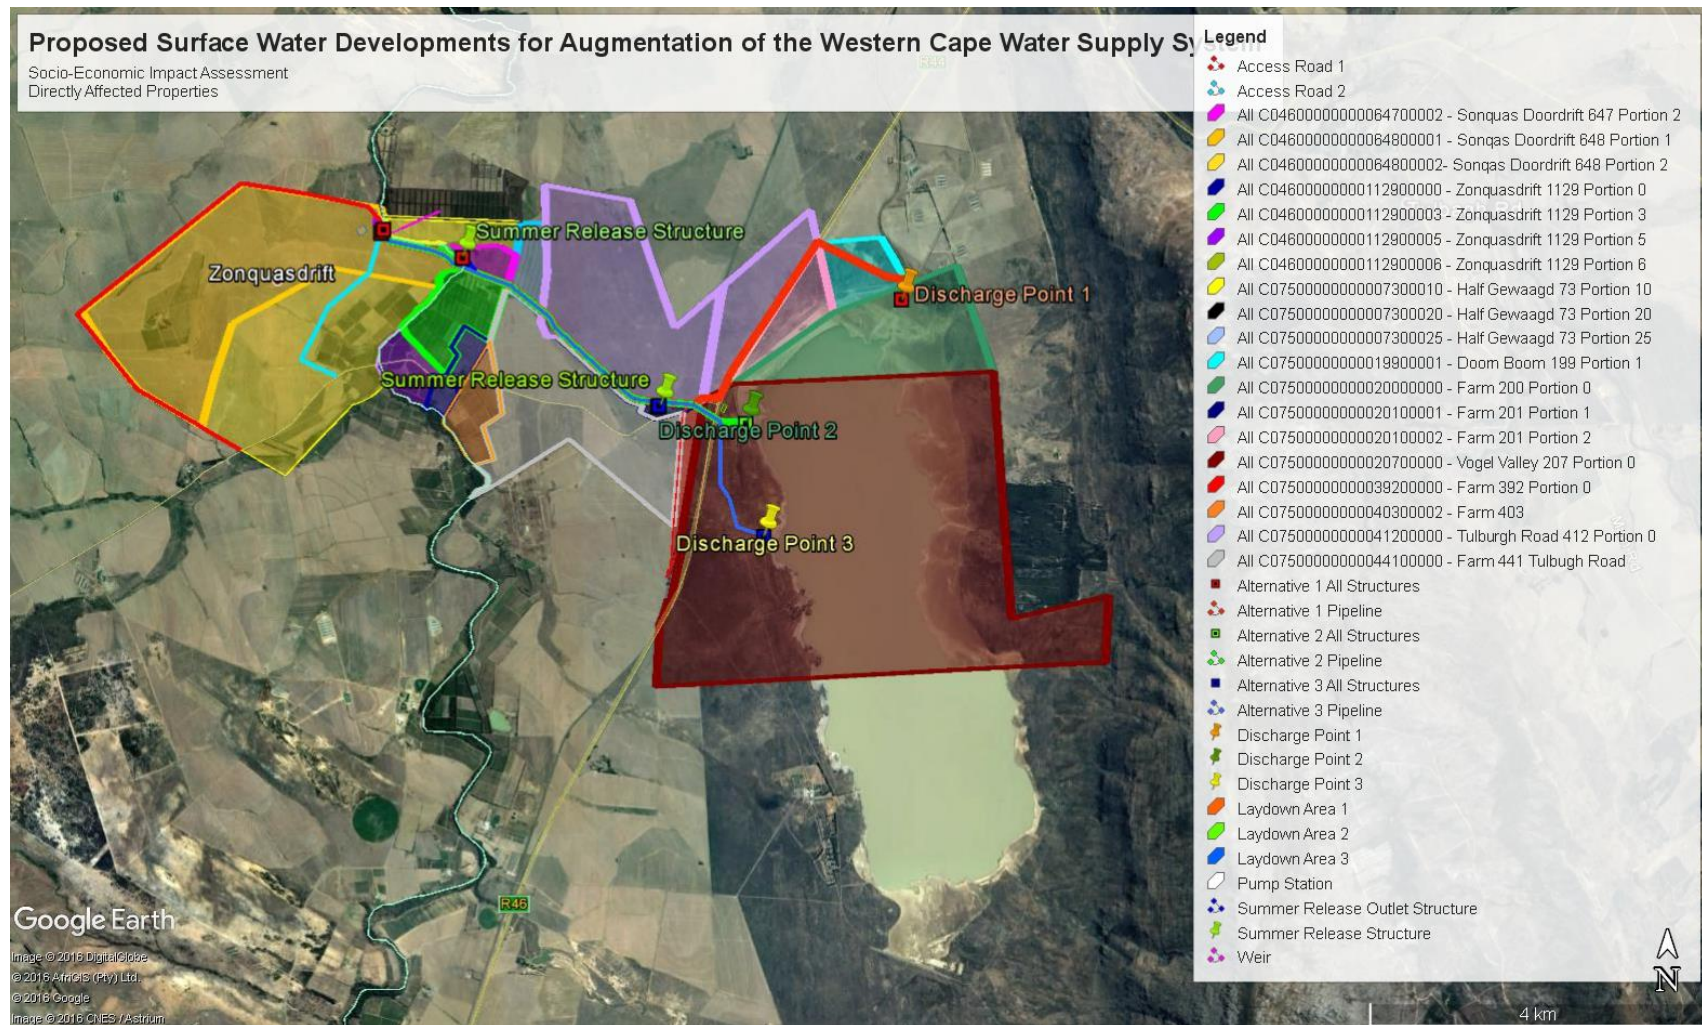 Proposed Surface Water Developments for Augmentation of the Western Cape Water Supply System
Socio-Economic Impact Assessment
Directly Affected Properties
R44
Legend
Access Road 1
Access Road 2
All C04600000000064700002 - Sonquas Doordrift 647 Portion 2
All C04600000000064800001 - Sonqas Doordrift 648 Portion 1
All C04600000000064800002- Sonqas Doordrift 648 Portion 2
All C04600000000112900000 - Zonquasdrift 1129 Portion 0
All C04600000000112900003 - Zonquasdrift 1129 Portion 3
All C04600000000112900005 - Zonquasdrift 1129 Portion 5
All C04600000000112900006 - Zonquasdrift 1129 Portion 6
All C07500000000007300010 - Half Gewaagd 73 Portion 10
All C07500000000007300020 - Half Gewaagd 73 Portion 20
All C07500000000007300025 - Half Gewaagd 73 Portion 25
All C07500000000019900001 - Doom Boom 199 Portion 1
All C07500000000020000000 - Farm 200 Portion 0
All C07500000000020100001 - Farm 201 Portion 1
All C07500000000020100002 - Farm 201 Portion 2
All C07500000000020700000 - Vogel Valley 207 Portion 0
All C07500000000039200000 - Farm 392 Portion 0
All C07500000000040300002 - Farm 403
All C07500000000041200000 - Tulburgh Road 412 Portion 0
All C07500000000044100000 - Farm 441 Tulbugh Road
Alternative 1 All Structures
Alternative 1 Pipeline
Alternative 2 All Structures
Alternative 2 Pipeline
Alternative 3 All Structures
Alternative 3 Pipeline
Discharge Point 1
Discharge Point 2
Discharge Point 3
Laydown Area 1
Laydown Area 2
Laydown Area 3
Pump Station
Summer Release Outlet Structure
Summer Release Structure
Weir
Summer Release Structure
Zonquasdrift
Discharge Point 1
Summer Release Structure
Discharge Point 2
Discharge Point 3
R46
Google Earth
Image © 2016 DigitalGlobe
© 2016 AfriGIS (Pty) Ltd.
© 2016 Google
Image © 2016 CNES / Astrium
N
4 km